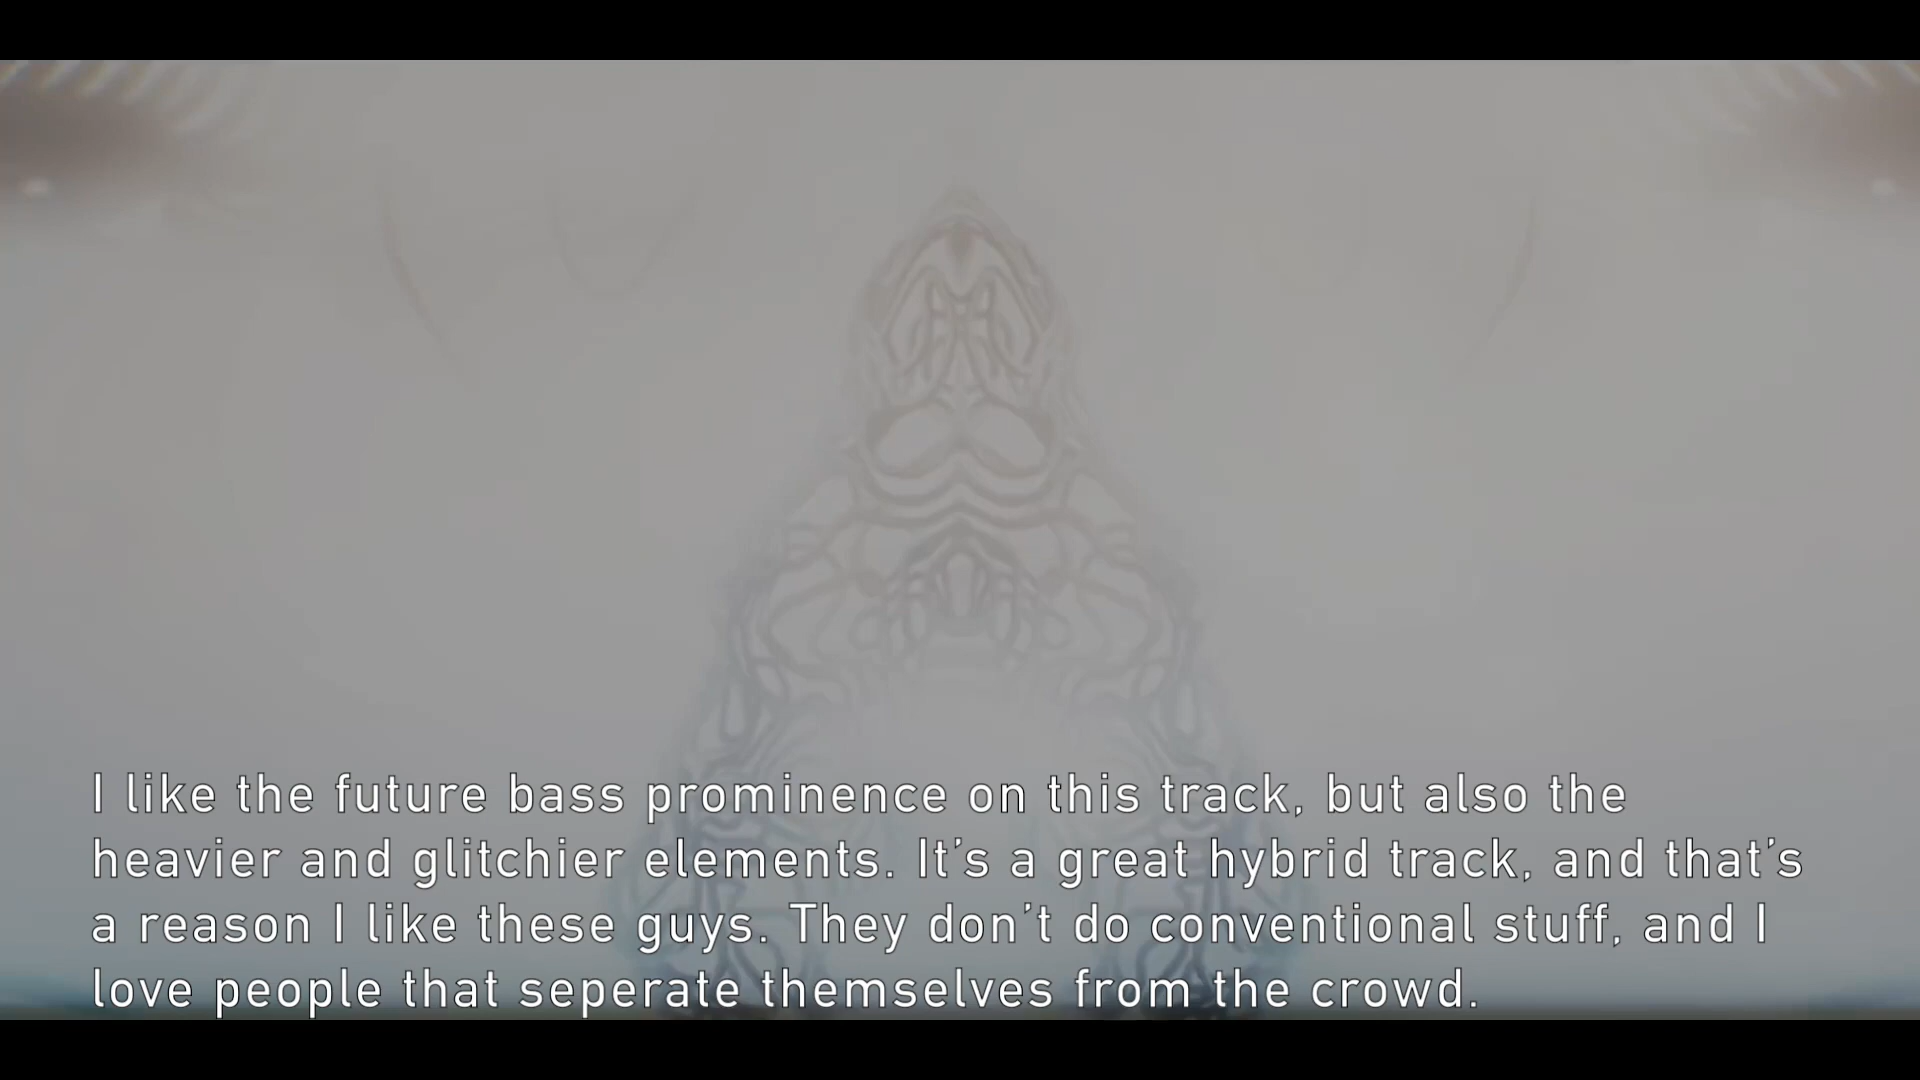 I like the future bass prominence on this track, but also the
heavier and glitchier elements. It's a great hybrid track, and that's
a reason I like these guys. They don't do conventional stuff, and I
love people that seperate themselves from the crowd.